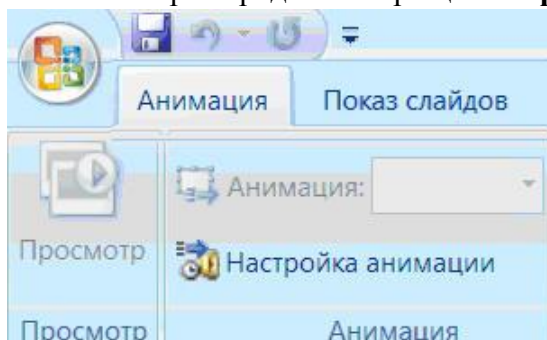 Анимация Показ слайдов
Анимация:
Просмотр Настройка анимации
Просмотр Анимация